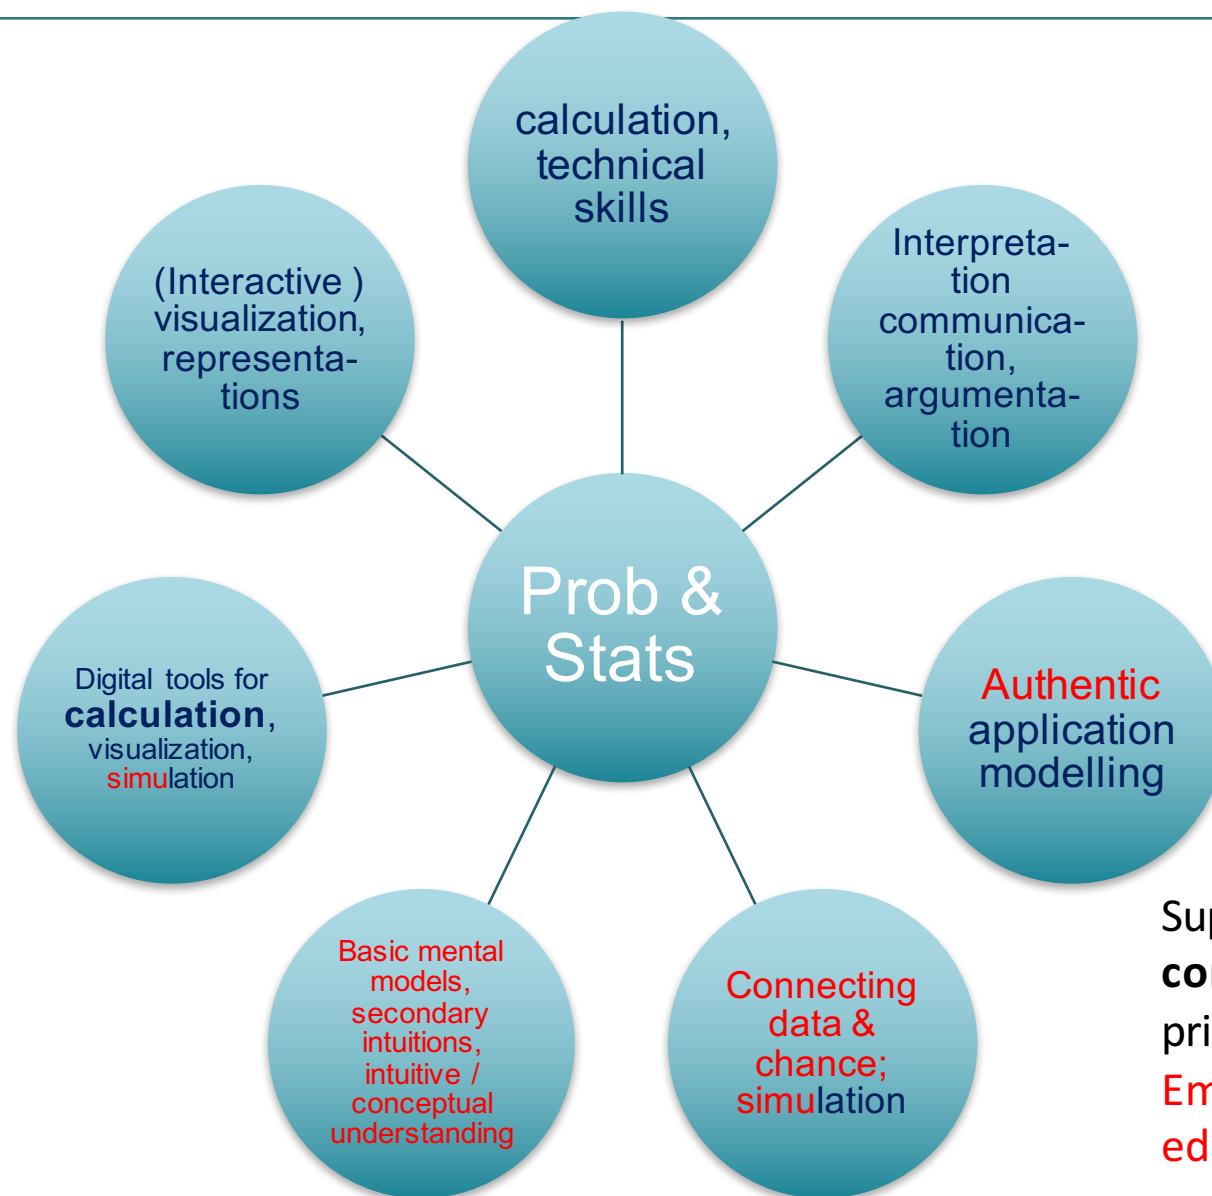 calculation,
technical
skills
Interpreta-
tion
communica-
tion,
argumenta-
tion
(Interactive )
visualization,
representa-
tions
Prob &
Stats
Authentic
application
modelling
Digital tools for
calculation,
visualization,
simulation
Basic mental
models,
secondary
intuitions,
intuitive /
conceptual
understanding
Connecting
data &
chance;
simulation